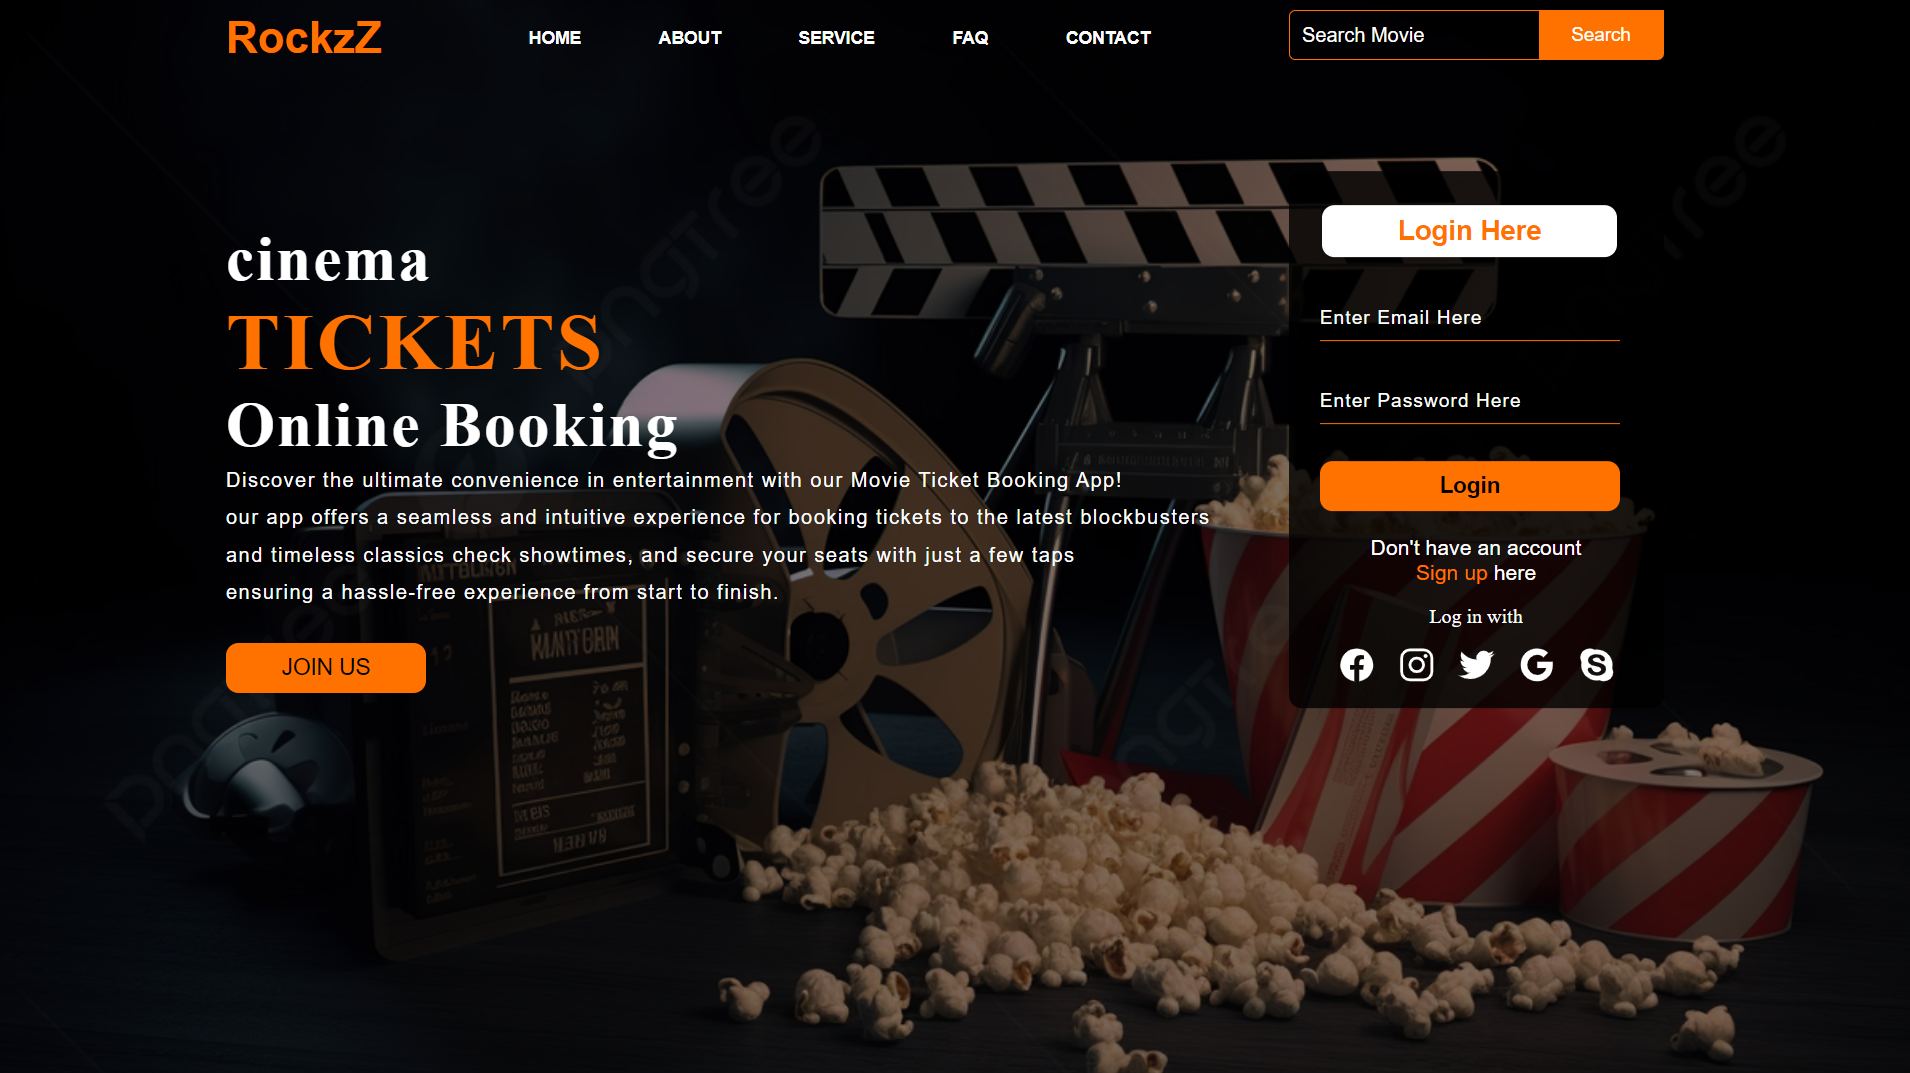 RockzZ
HOME ABOUT SERVICE FAQ CONTACT
Search Movie Search
cinema
TICKETS
Online Booking
Discover the ultimate convenience in entertainment with our Movie Ticket Booking App!
our app offers a seamless and intuitive experience for booking tickets to the latest blockbusters
and timeless classics check showtimes, and secure your seats with just a few taps
ensuring a hassle-free experience from start to finish.
JOIN US
Login Here
Enter Email Here
Enter Password Here
Login
Don't have an account
Sign up here
Log in with
pngtree
pngtree
pngtree